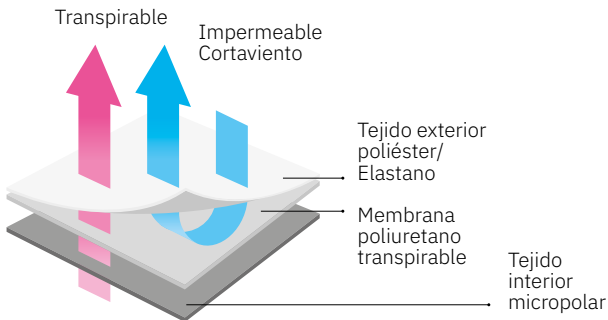 Transpirable
Impermeable
Cortaviento
Tejido exterior
poliéster/
Elastano
Membrana
poliuretano
transpirable
Tejido
interior
micropolar